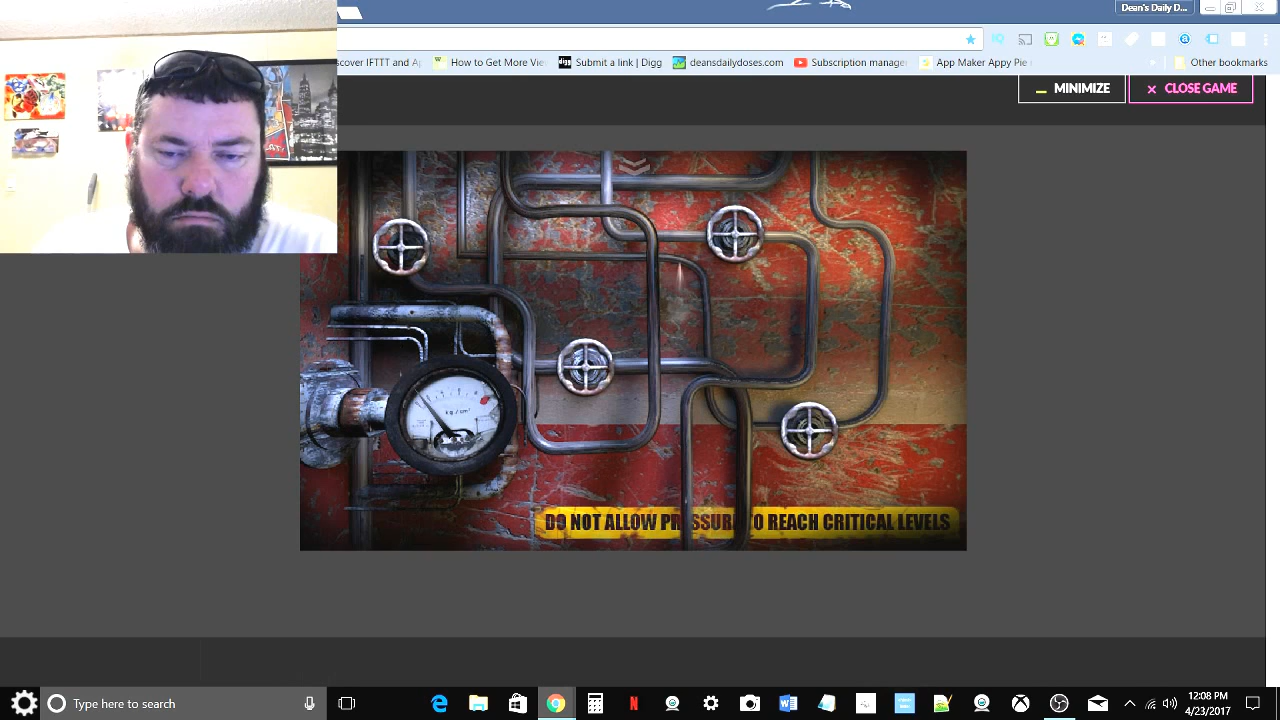 Dean's Daily D...
scover IFTTT and Ap
How to Get More Vie
Submit a link | Digg
deansdailydoses.com
Subscription manage
App Maker Appy Pie
Other bookmarks
MINIMIZE
CLOSE GAME
kg / cm²
DO NOT ALLOW PRESSURE TO REACH CRITICAL LEVELS
Type here to search
12:08 PM
4/23/2017